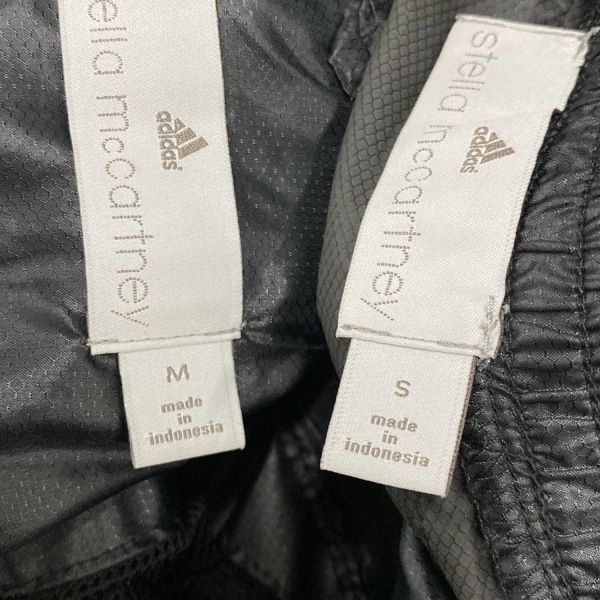 stella mccartney
adidas
M
made
in
indonesia
stella mccartney
adidas
S
made
in
indonesia